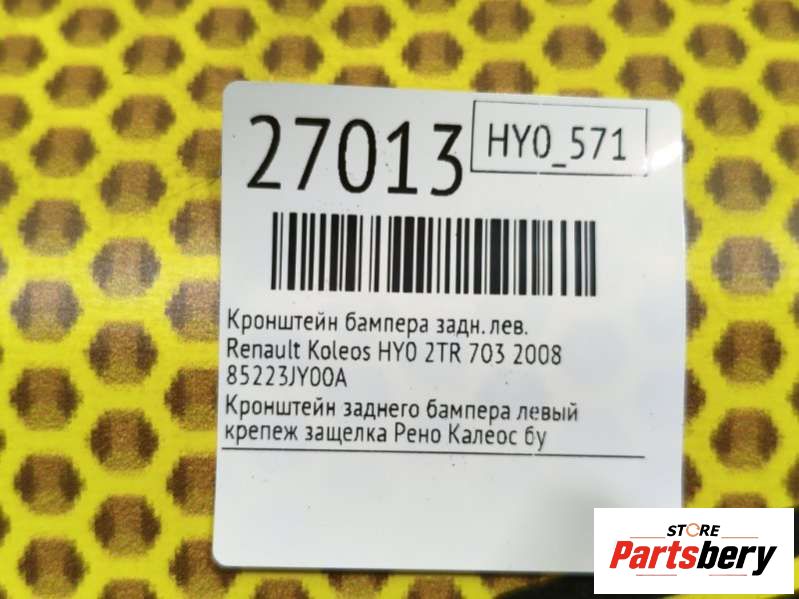 27013
HY0_571
Кронштейн бампера задн. лев.
Renault Koleos HY0 2TR 703 2008
85223JY00A
Кронштейн заднего бампера левый
крепеж защелка Рено Калеос бу
STORE
Partsbery